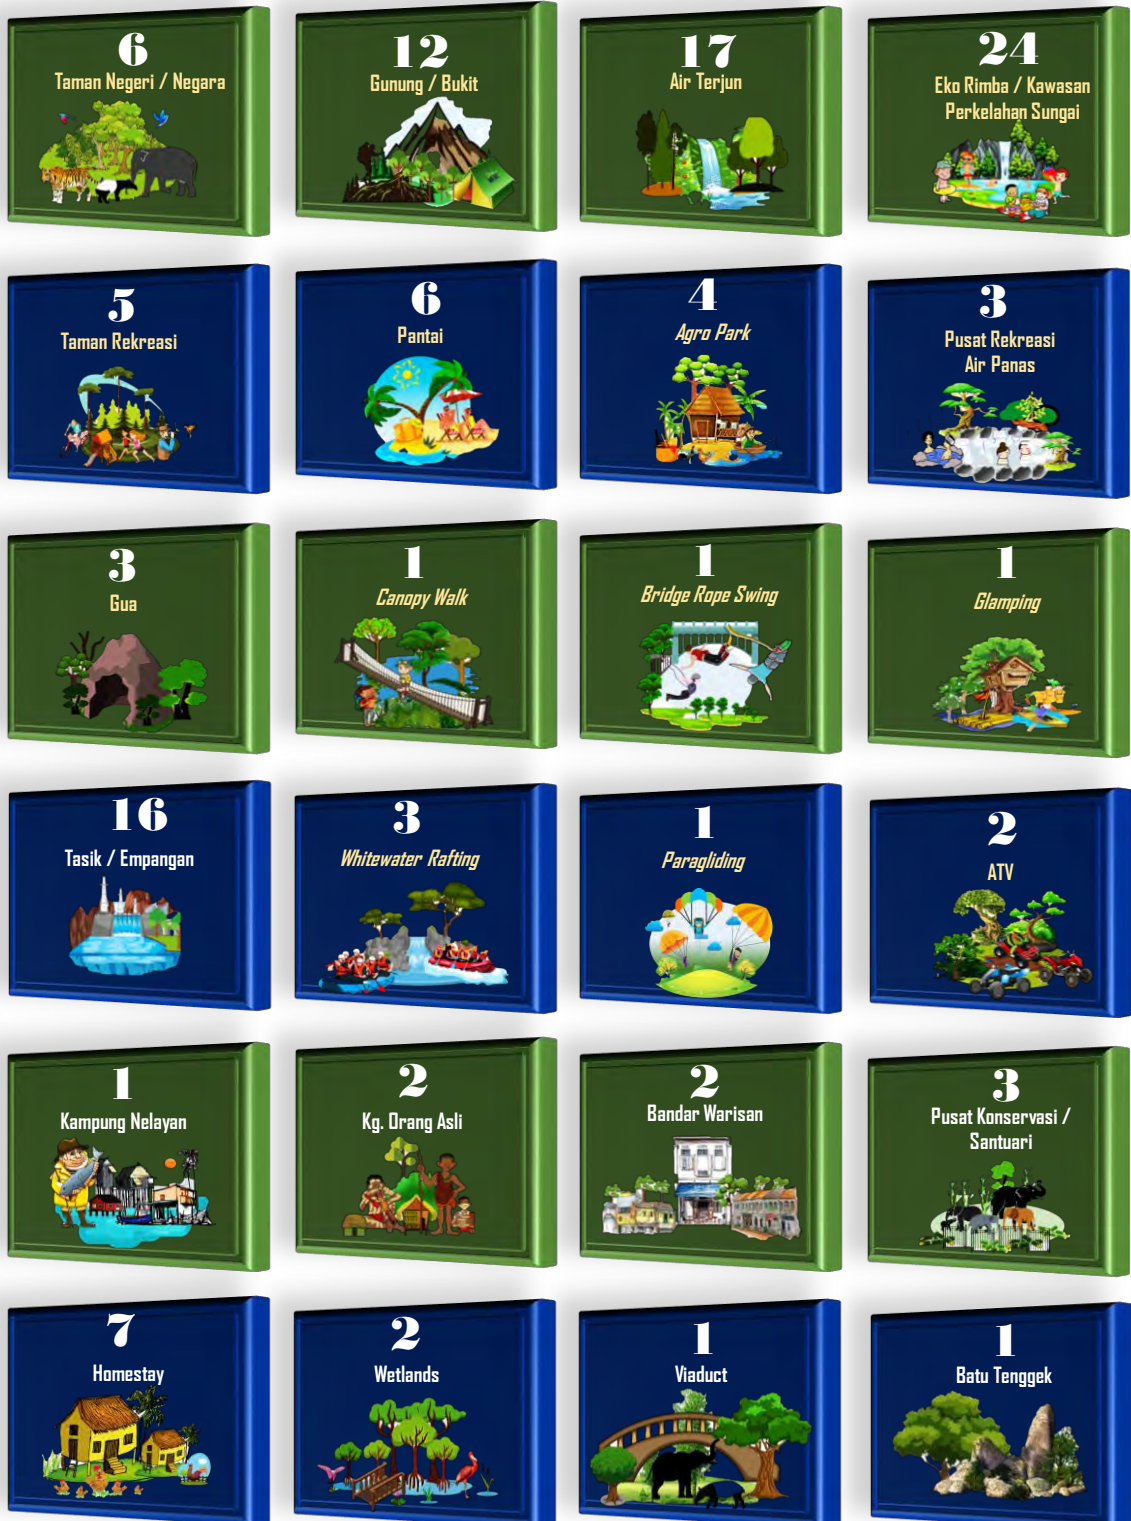 6
Taman Negeri / Negara
12
Gunung / Bukit
17
Air Terjun
24
Eko Rimba / Kawasan
Perkelahan Sungai
5
Taman Rekreasi
6
Pantai
4
Agro Park
3
Pusat Rekreasi
Air Panas
3
Gua
1
Canopy Walk
1
Bridge Rope Swing
1
Glamping
16
Tasik / Empangan
3
Whitewater Rafting
1
Paragliding
2
ATV
1
Kampung Nelayan
2
Kg. Orang Asli
2
Bandar Warisan
3
Pusat Konservasi /
Santuari
7
Homestay
2
Wetlands
1
Viaduct
1
Batu Tenggek